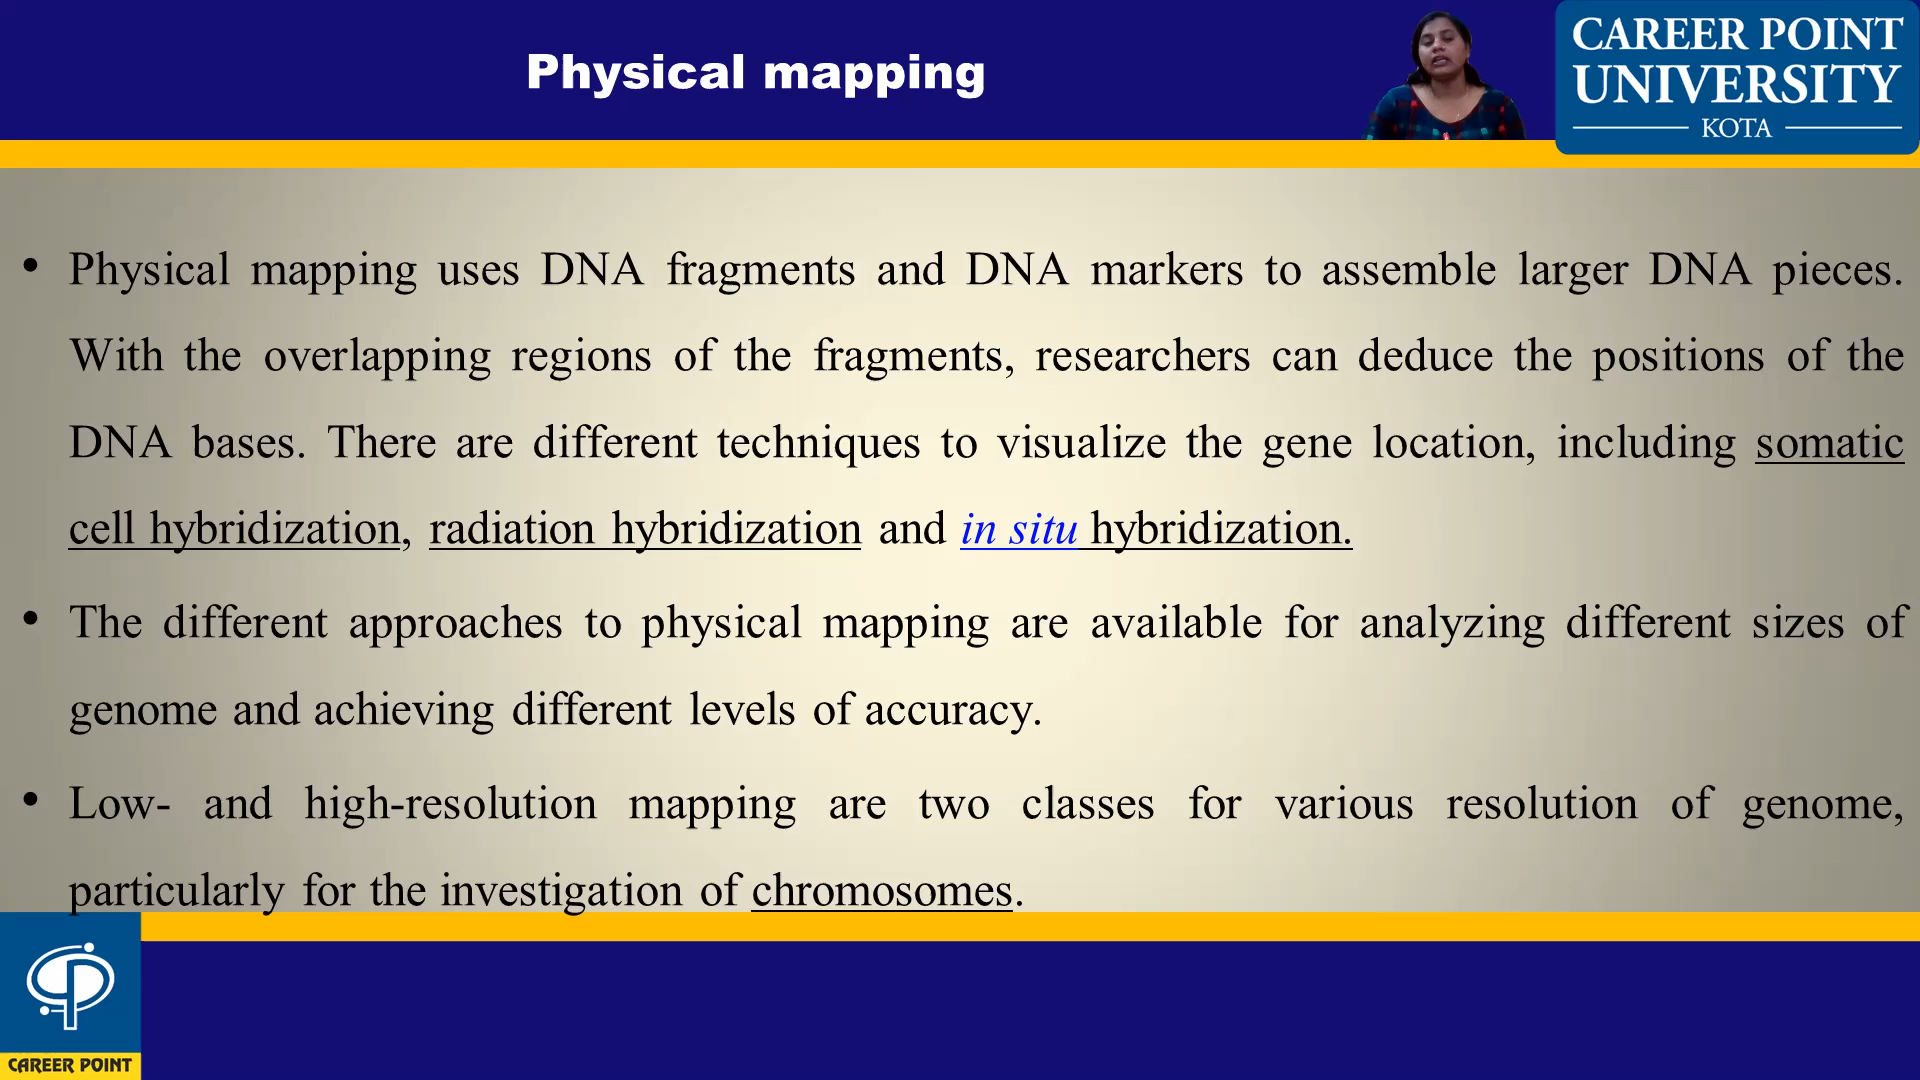 Physical mapping
CAREER POINT
UNIVERSITY
KOTA
• Physical mapping uses DNA fragments and DNA markers to assemble larger DNA pieces.
With the overlapping regions of the fragments, researchers can deduce the positions of the
DNA bases. There are different techniques to visualize the gene location, including somatic
cell hybridization, radiation hybridization and in situ hybridization.
• The different approaches to physical mapping are available for analyzing different sizes of
genome and achieving different levels of accuracy.
• Low- and high-resolution mapping are two classes for various resolution of genome,
particularly for the investigation of chromosomes.
CAREER POINT